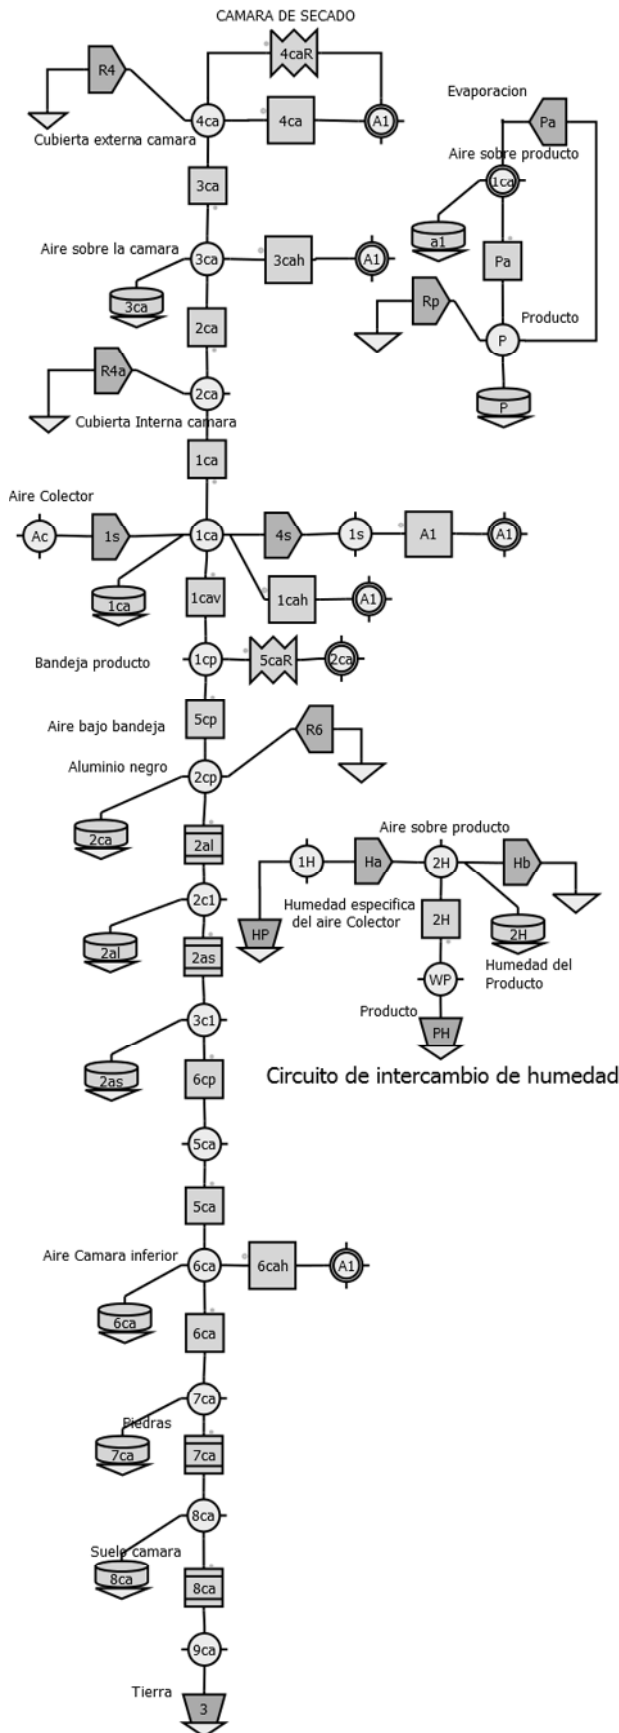 CAMARA DE SECADO
4caR
R4
4ca
4ca
A1
Cubierta externa camara
3ca
Aire sobre la camara
3ca
3cah
A1
3ca
2ca
R4a
2ca
Cubierta Interna camara
1ca
Evaporacion
Pa
Aire sobre producto
1ca
a1
Pa
Rp
Producto
P
P
Aire Colector
Ac
1s
1ca
4s
1s
A1
A1
1ca
1cav
1cah
A1
Bandeja producto
1cp
5caR
2ca
5cp
Aire bajo bandeja
R6
Aluminio negro
2cp
2ca
2al
2c1
2al
2as
3c1
2as
6cp
5ca
5ca
Aire sobre producto
1H
Ha
2H
Hb
Humedad especifica
del aire Colector
HP
2H
2H
Humedad del
Producto
WP
Producto
PH
Circuito de intercambio de humedad
Aire Camara inferior
6ca
6cah
A1
6ca
6ca
7ca
Piedras
7ca
7ca
8ca
Suelo camara
8ca
8ca
9ca
Tierra
3